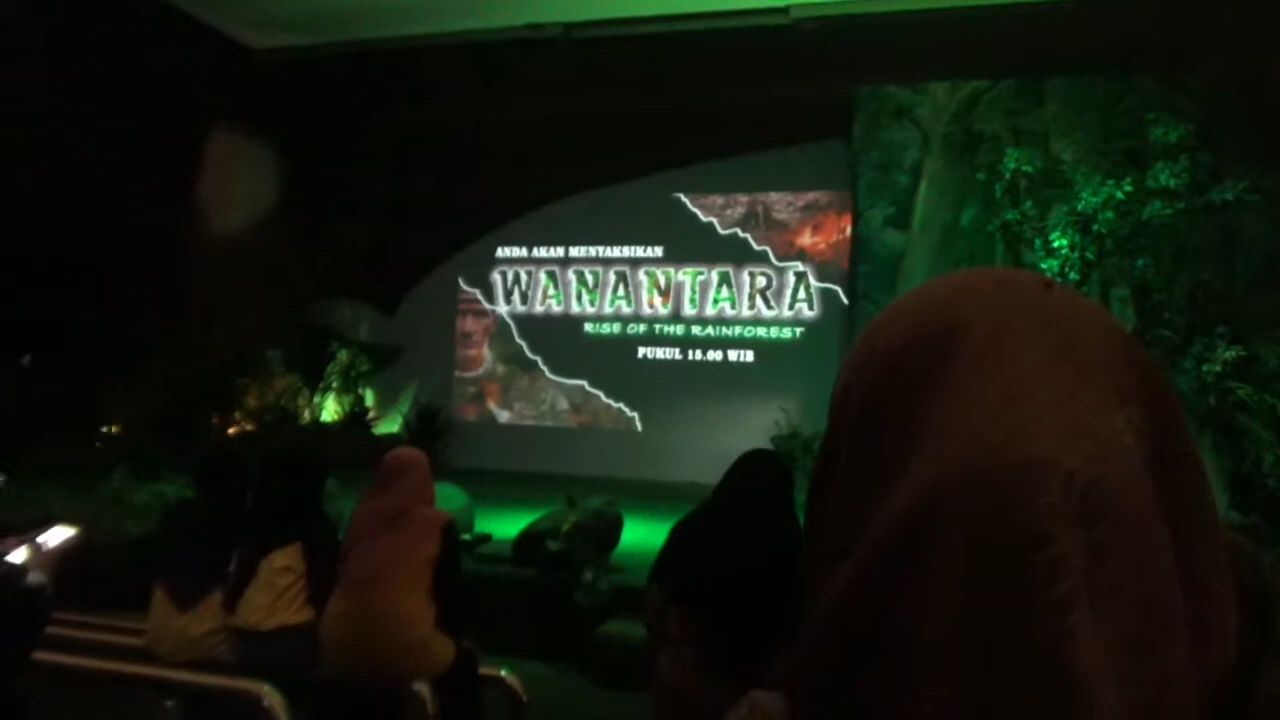 ANDA AKAN MENYAKSIKAN
WANANTARA
RISE OF THE RAINFOREST
PUKUL 15.00 WIB